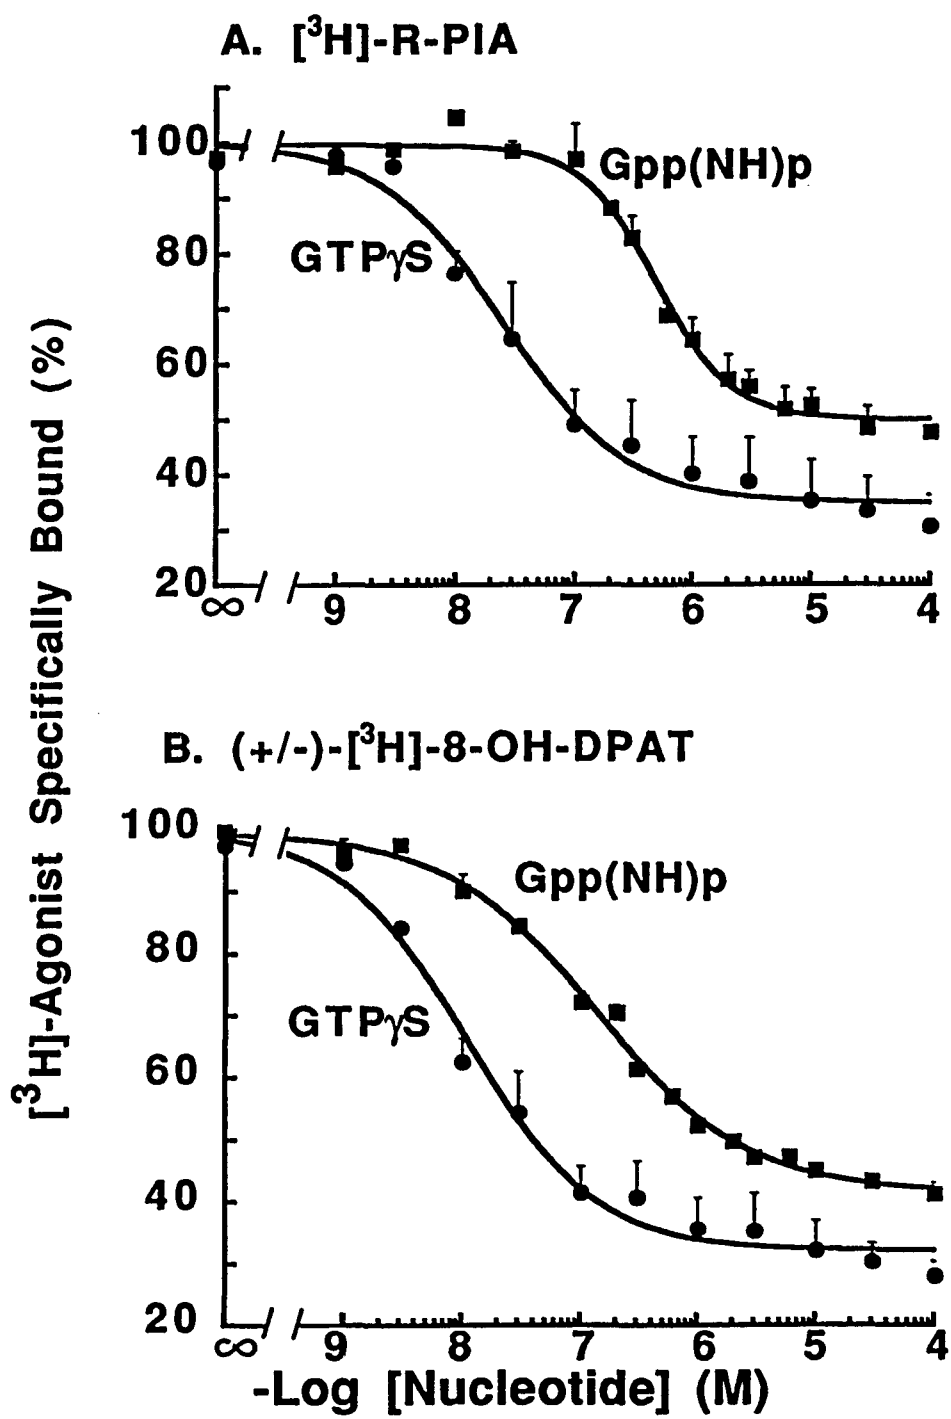 A. [³H]-R-PIA
100
80
60
40
20
Gpp(NH)p
GTPγS
∞ 9 8 7 6 5 4
[³H]-Agonist Specifically Bound (%)
B. (+/-)-[³H]-8-OH-DPAT
100
80
60
40
20
Gpp(NH)p
GTPγS
∞ 9 8 7 6 5 4
-Log [Nucleotide] (M)